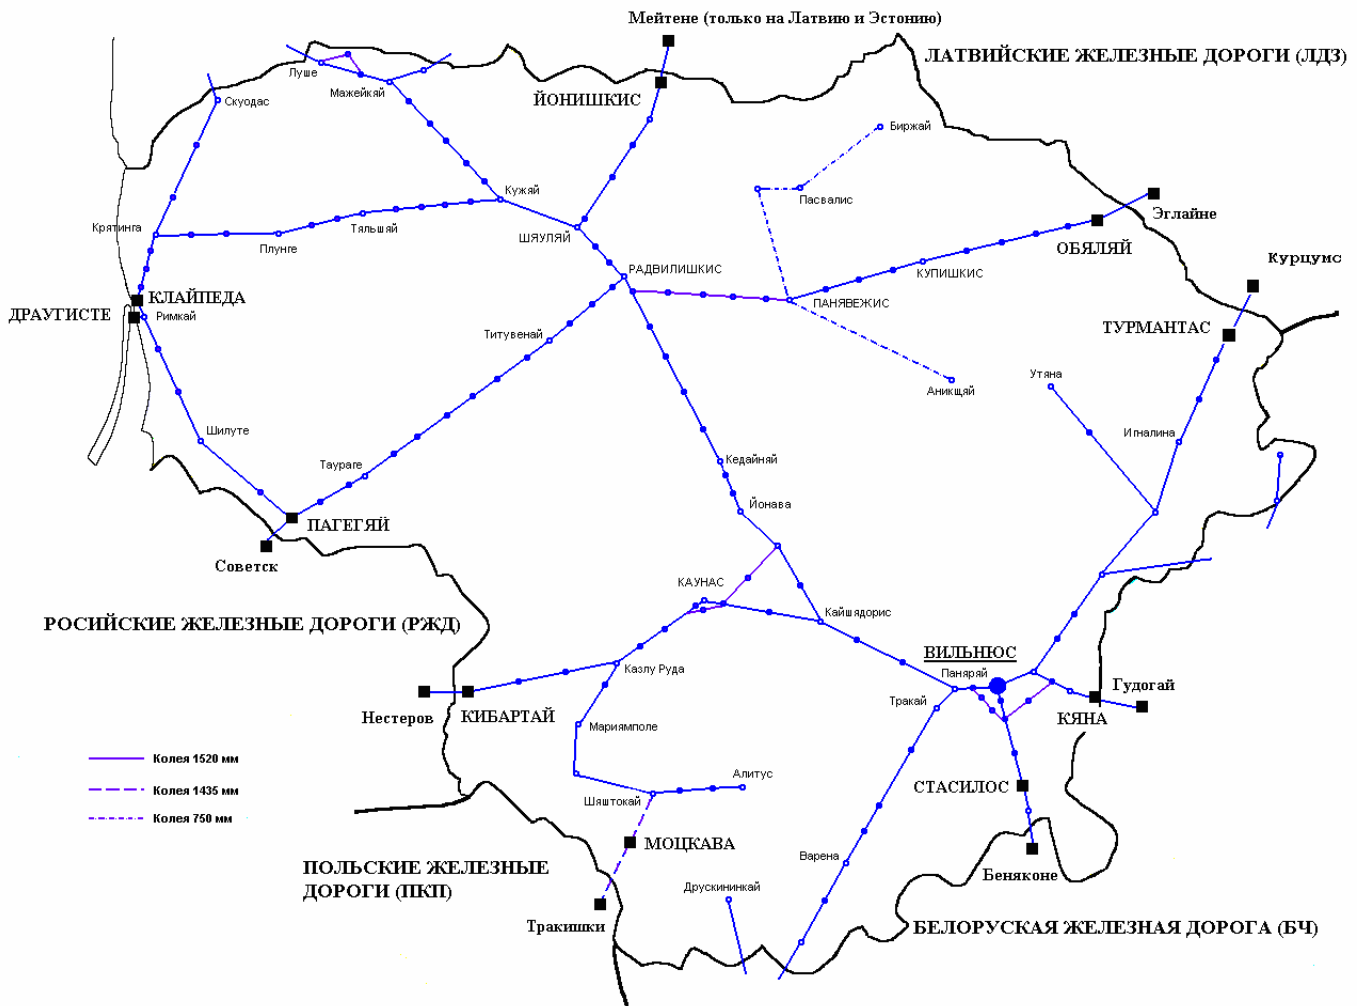 Мейтене (только на Латвию и Эстонию)
ЛАТВИЙСКИЕ ЖЕЛЕЗНЫЕ ДОРОГИ (ЛДЗ)
Луше
Мажейкяй
Скуодас
ЙОНИШКИС
Биржай
Кужяй
Пасвалис
Эглайне
Крятинга
Плунге
Тяльшяй
ШЯУЛЯЙ
ОБЯЛЯЙ
Курцумс
РАДВИЛИШКИС
КУПИШКИС
КЛАЙПЕДА
ДРАУГИСТЕ
Римкай
ПАНЯВЕЖИС
ТУРМАНТАС
Титувенай
Утяна
Аникщяй
Шилуте
Игналина
Таураге
Кедайняй
Йонава
ПАГЕГЯЙ
Советск
КАУНАС
Кайшядорис
РОСИЙСКИЕ ЖЕЛЕЗНЫЕ ДОРОГИ (РЖД)
ВИЛЬНЮС
Казлу Руда
Паняряй
Гудогай
Тракай
Нестеров
КИБАРТАЙ
КЯНА
Мариямполе
Колея 1520 мм
Алитус
СТАСИЛОС
Колея 1435 мм
Шяштокай
Колея 750 мм
МОЦКАВА
Варена
ПОЛЬСКИЕ ЖЕЛЕЗНЫЕ
ДОРОГИ (ПКП)
Беняконе
Друскининкай
Тракишки
БЕЛОРУСКАЯ ЖЕЛЕЗНАЯ ДОРОГА (БЧ)